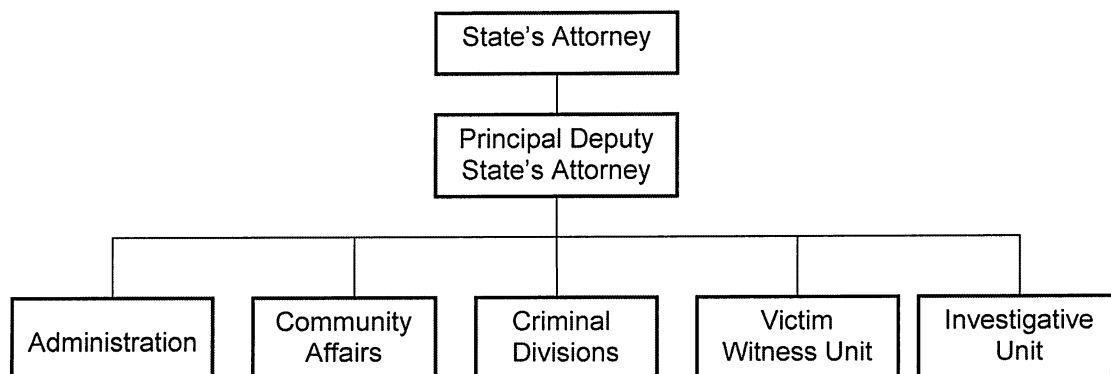 State's Attorney
Principal Deputy
State's Attorney
Administration
Community
Affairs
Criminal
Divisions
Victim
Witness Unit
Investigative
Unit